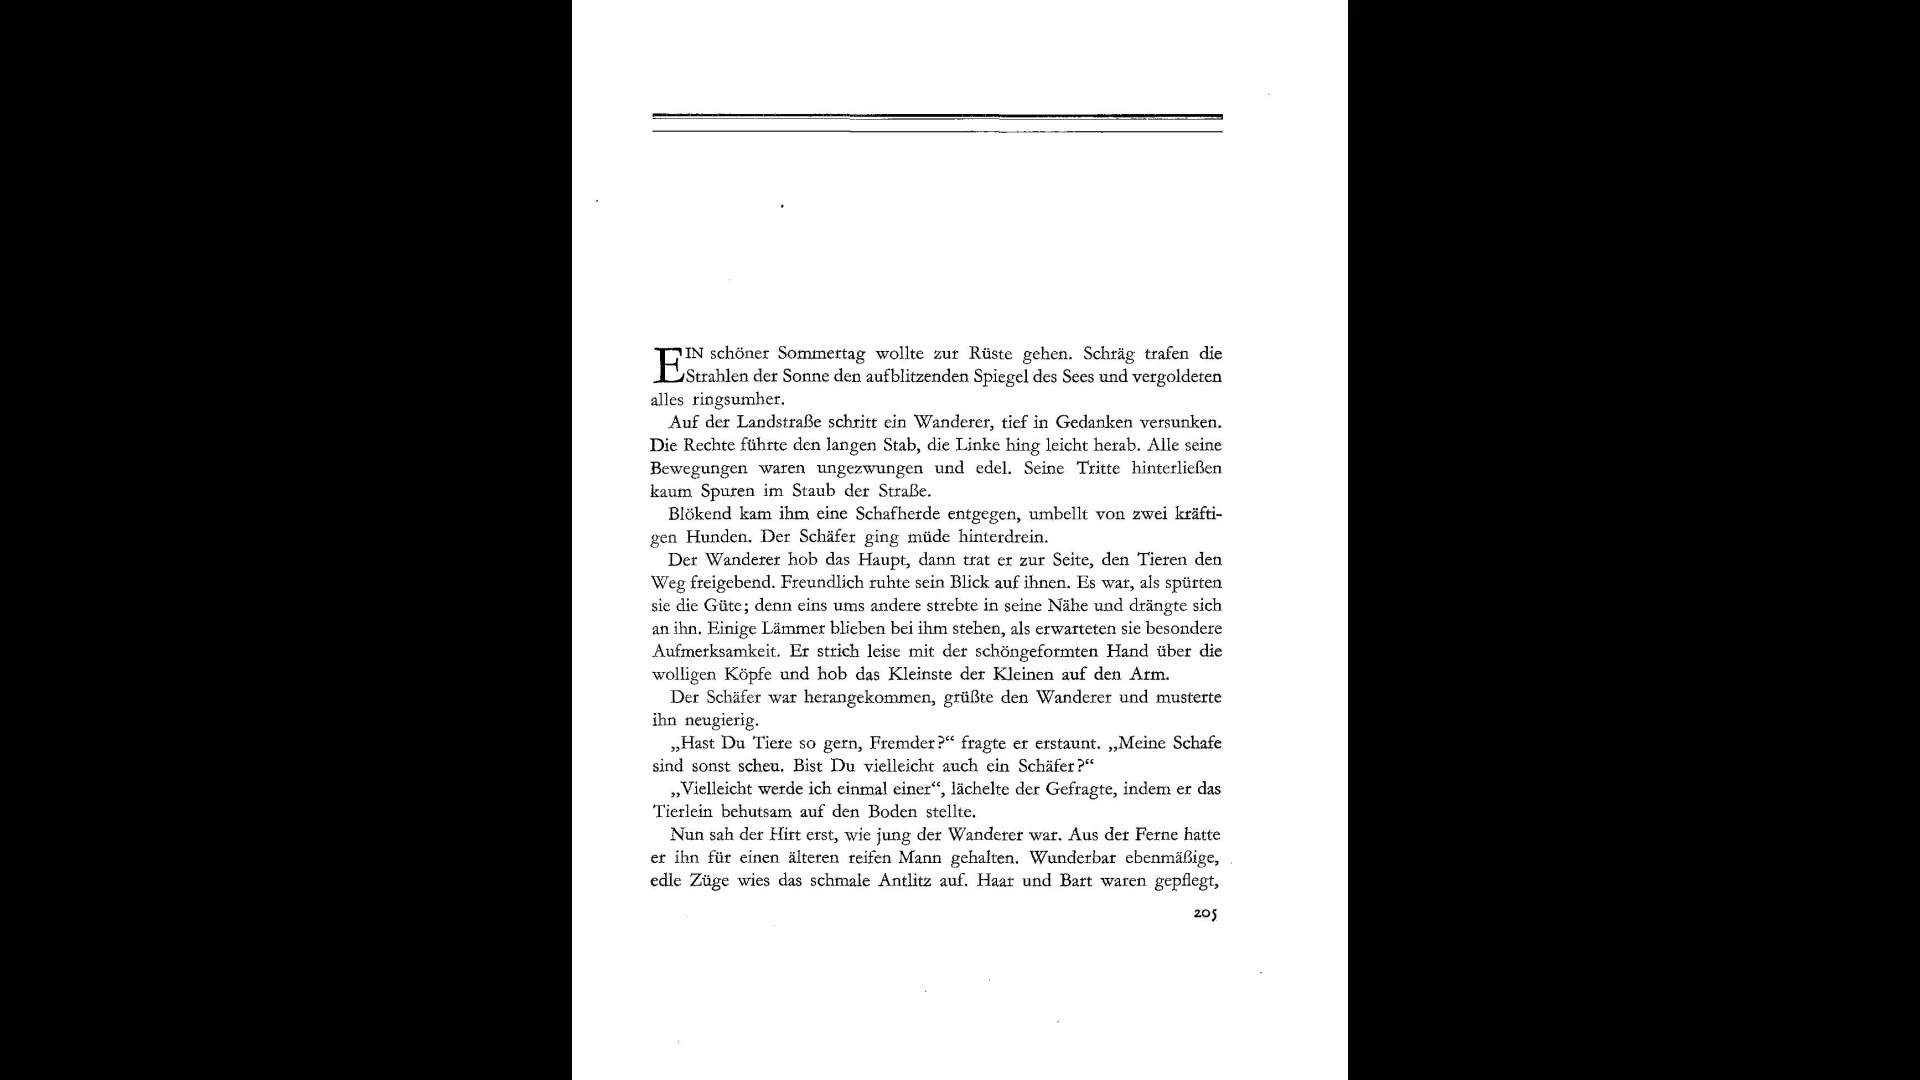 EIN schöner Sommertag wollte zur Rüste gehen. Schräg trafen die
Strahlen der Sonne den aufblitzenden Spiegel des Sees und vergoldeten
alles ringsumher.
Auf der Landstraße schritt ein Wanderer, tief in Gedanken versunken.
Die Rechte führte den langen Stab, die Linke hing leicht herab. Alle seine
Bewegungen waren ungezwungen und edel. Seine Tritte hinterließen
kaum Spuren im Staub der Straße.
Blökend kam ihm eine Schafherde entgegen, umbellt von zwei kräfti-
gen Hunden. Der Schäfer ging müde hinterdrein.
Der Wanderer hob das Haupt, dann trat er zur Seite, den Tieren den
Weg freigebend. Freundlich ruhte sein Blick auf ihnen. Es war, als spürten
sie die Güte; denn eins ums andere strebte in seine Nähe und drängte sich
an ihn. Einige Lämmer blieben bei ihm stehen, als erwarteten sie besondere
Aufmerksamkeit. Er strich leise mit der schöngeformten Hand über die
wolligen Köpfe und hob das Kleinste der Kleinen auf den Arm.
Der Schäfer war herangekommen, grüßte den Wanderer und musterte
ihn neugierig.
„Hast Du Tiere so gern, Fremder?“ fragte er erstaunt. „Meine Schafe
sind sonst scheu. Bist Du vielleicht auch ein Schäfer?“
„Vielleicht werde ich einmal einer“, lächelte der Gefragte, indem er das
Tierlein behutsam auf den Boden stellte.
Nun sah der Hirt erst, wie jung der Wanderer war. Aus der Ferne hatte
er ihn für einen älteren reifen Mann gehalten. Wunderbar ebenmäßige,
edle Züge wies das schmale Antlitz auf. Haar und Bart waren gepflegt,
205